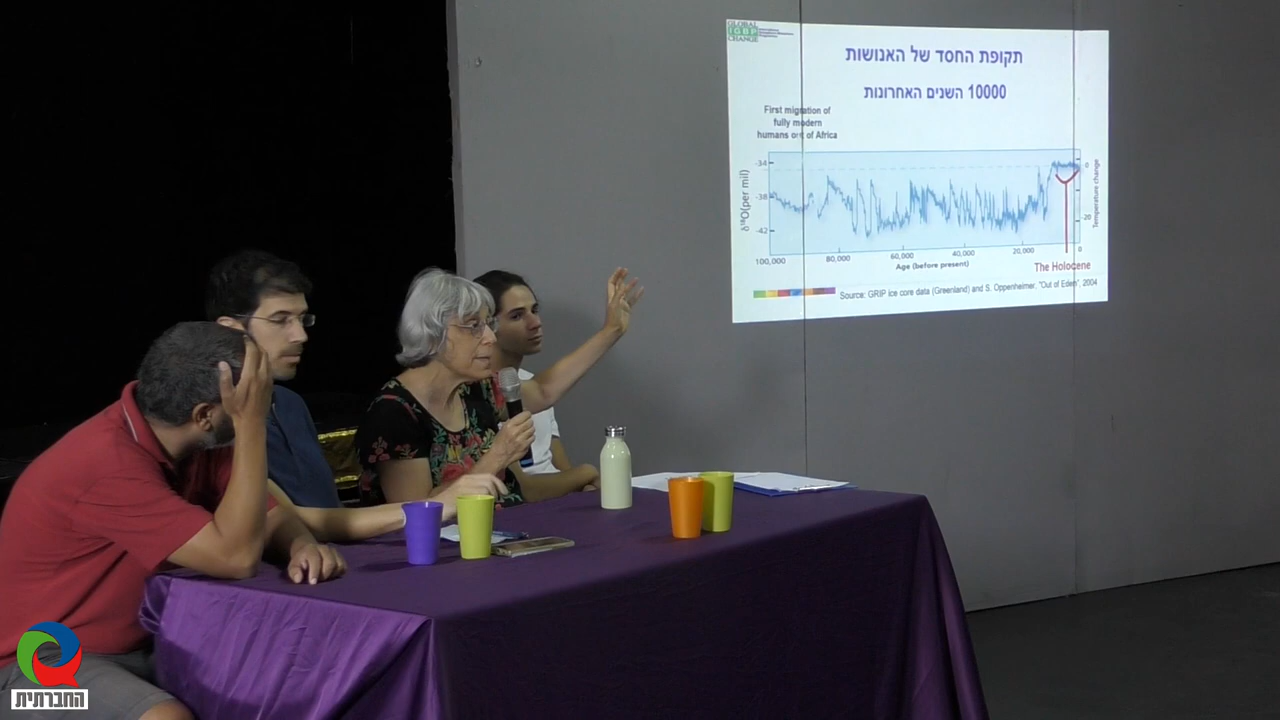 GLOBAL
IGBP
CHANGE
תקופת החסד של האנושות
10000 השנים האחרונות
First migration of
fully modern
humans out of Africa
δ¹⁸O(per mil)
-34
-38
-42
0
-20
Temperature change
100,000 80,000 60,000 40,000 20,000 0
Age (before present)
The Holocene
Source: GRIP ice core data (Greenland) and S. Oppenheimer, "Out of Eden", 2004
החברתית